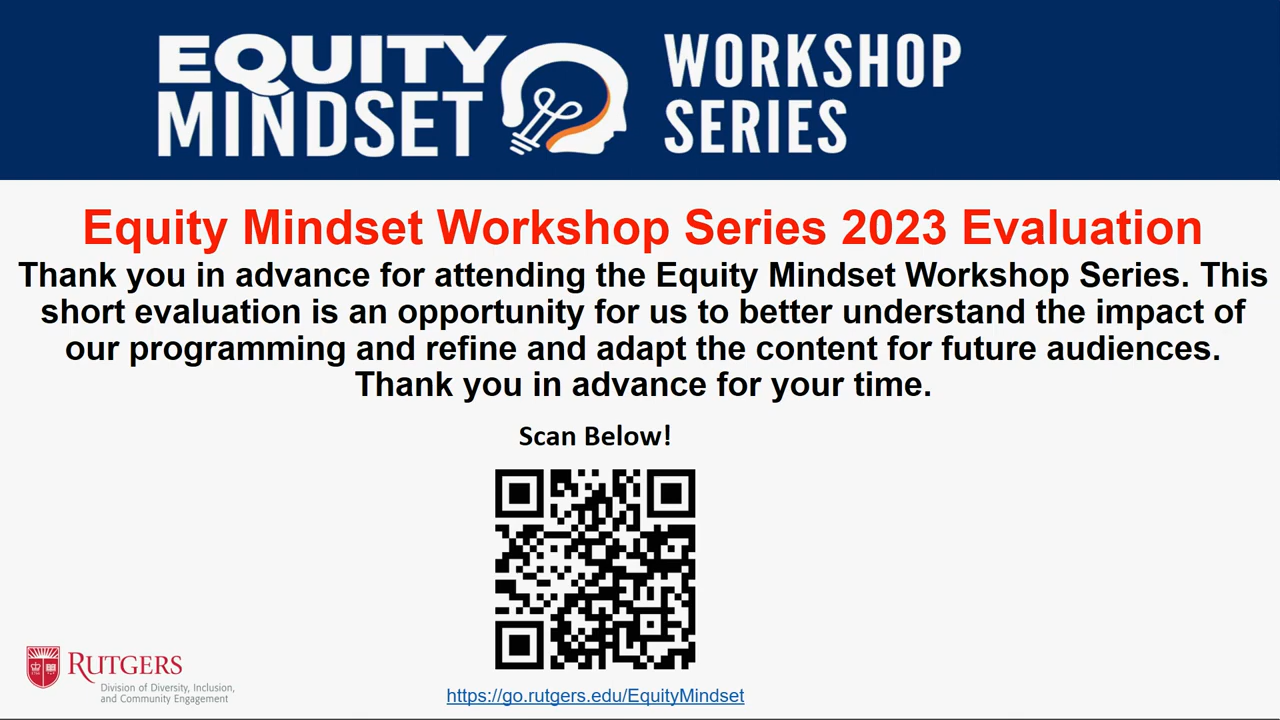 EQUITY
MINDSET
WORKSHOP
SERIES
Equity Mindset Workshop Series 2023 Evaluation
Thank you in advance for attending the Equity Mindset Workshop Series. This
short evaluation is an opportunity for us to better understand the impact of
our programming and refine and adapt the content for future audiences.
Thank you in advance for your time.
Scan Below!
RUTGERS
Division of Diversity, Inclusion,
and Community Engagement
https://go.rutgers.edu/EquityMindset